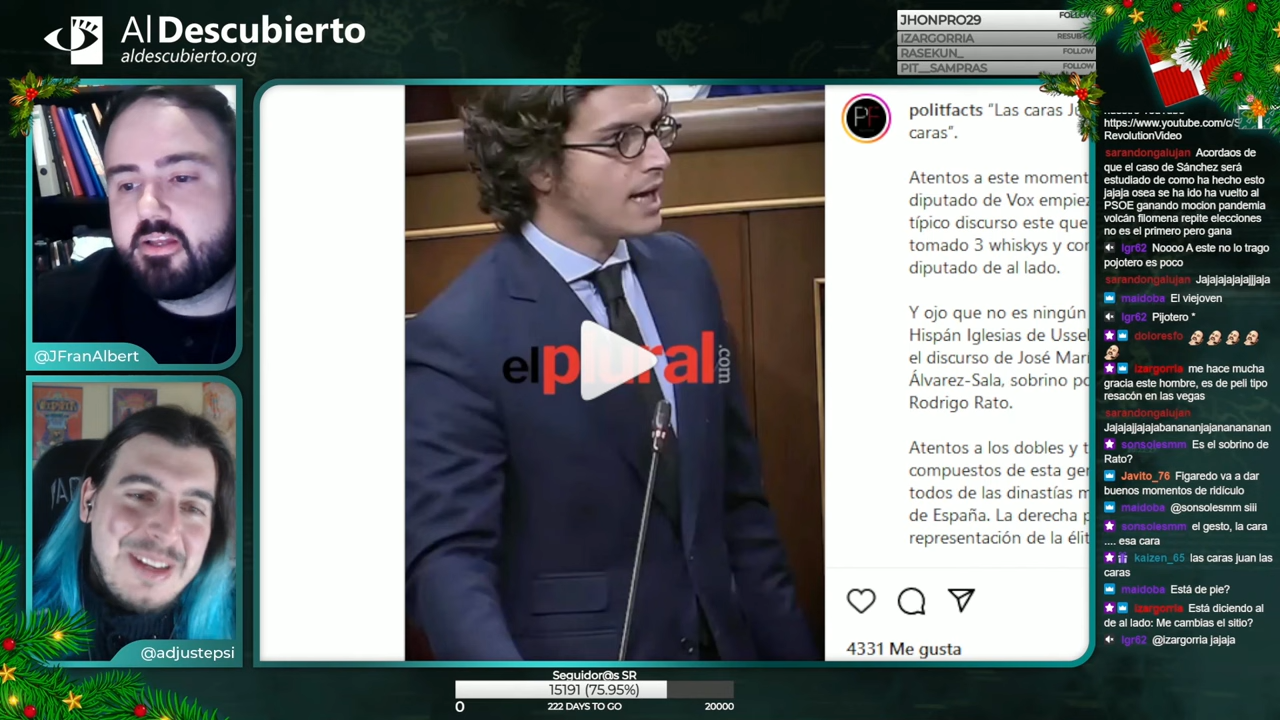 Al Descubierto
aldescubierto.org
JHONPRO29
IZARGORRIA
RASEKUN_
FOLLOW
PIT__SAMPRAS
FOLLOW
@JFranAlbert
@adjustepsi
politfacts “Las caras
caras”.
Atentos a este moment
diputado de Vox empiez
típico discurso este que
tomado 3 whiskys y cor
diputado de al lado.
Y ojo que no es ningún
Hispán Iglesias de Ussel
el discurso de José Marí
Álvarez-Sala, sobrino po
Rodrigo Rato.
Atentos a los dobles y t
compuestos de esta ger
todos de las dinastías m
de España. La derecha p
representación de la élit
4331 Me gusta
elplural
.com
https://www.youtube.com/c/S
RevolutionVideo
sarandongalujan Acordaos de
que el caso de Sánchez será
estudiado de como ha hecho esto
jajaja osea se ha ido ha vuelto al
PSOE ganando mocion pandemia
volcán filomena repite elecciones
no es el primero pero gana
lgr62 Noooo A este no lo trago
pojotero es poco
sarandongalujan Jajajajajajjjaja
maidoba El viejoven
lgr62 Pijotero *
doloresfo
izargorria me hace mucha
gracia este hombre, es de peli tipo
resacón en las vegas
sarandongalujan
Jajajajjajajabanananjajanananana
sonsolesmm Es el sobrino de
Rato?
Javito_76 Figaredo va a dar
buenos momentos de ridículo
maidoba @sonsolesmm siii
sonsolesmm el gesto, la cara
.... esa cara
kaizen_65 las caras juan las
caras
maidoba Está de pie?
izargorria Está diciendo al
de al lado: Me cambias el sitio?
lgr62 @izargorria jajaja
Seguidor@s SR
15191 (75.95%)
0
222 DAYS TO GO
20000